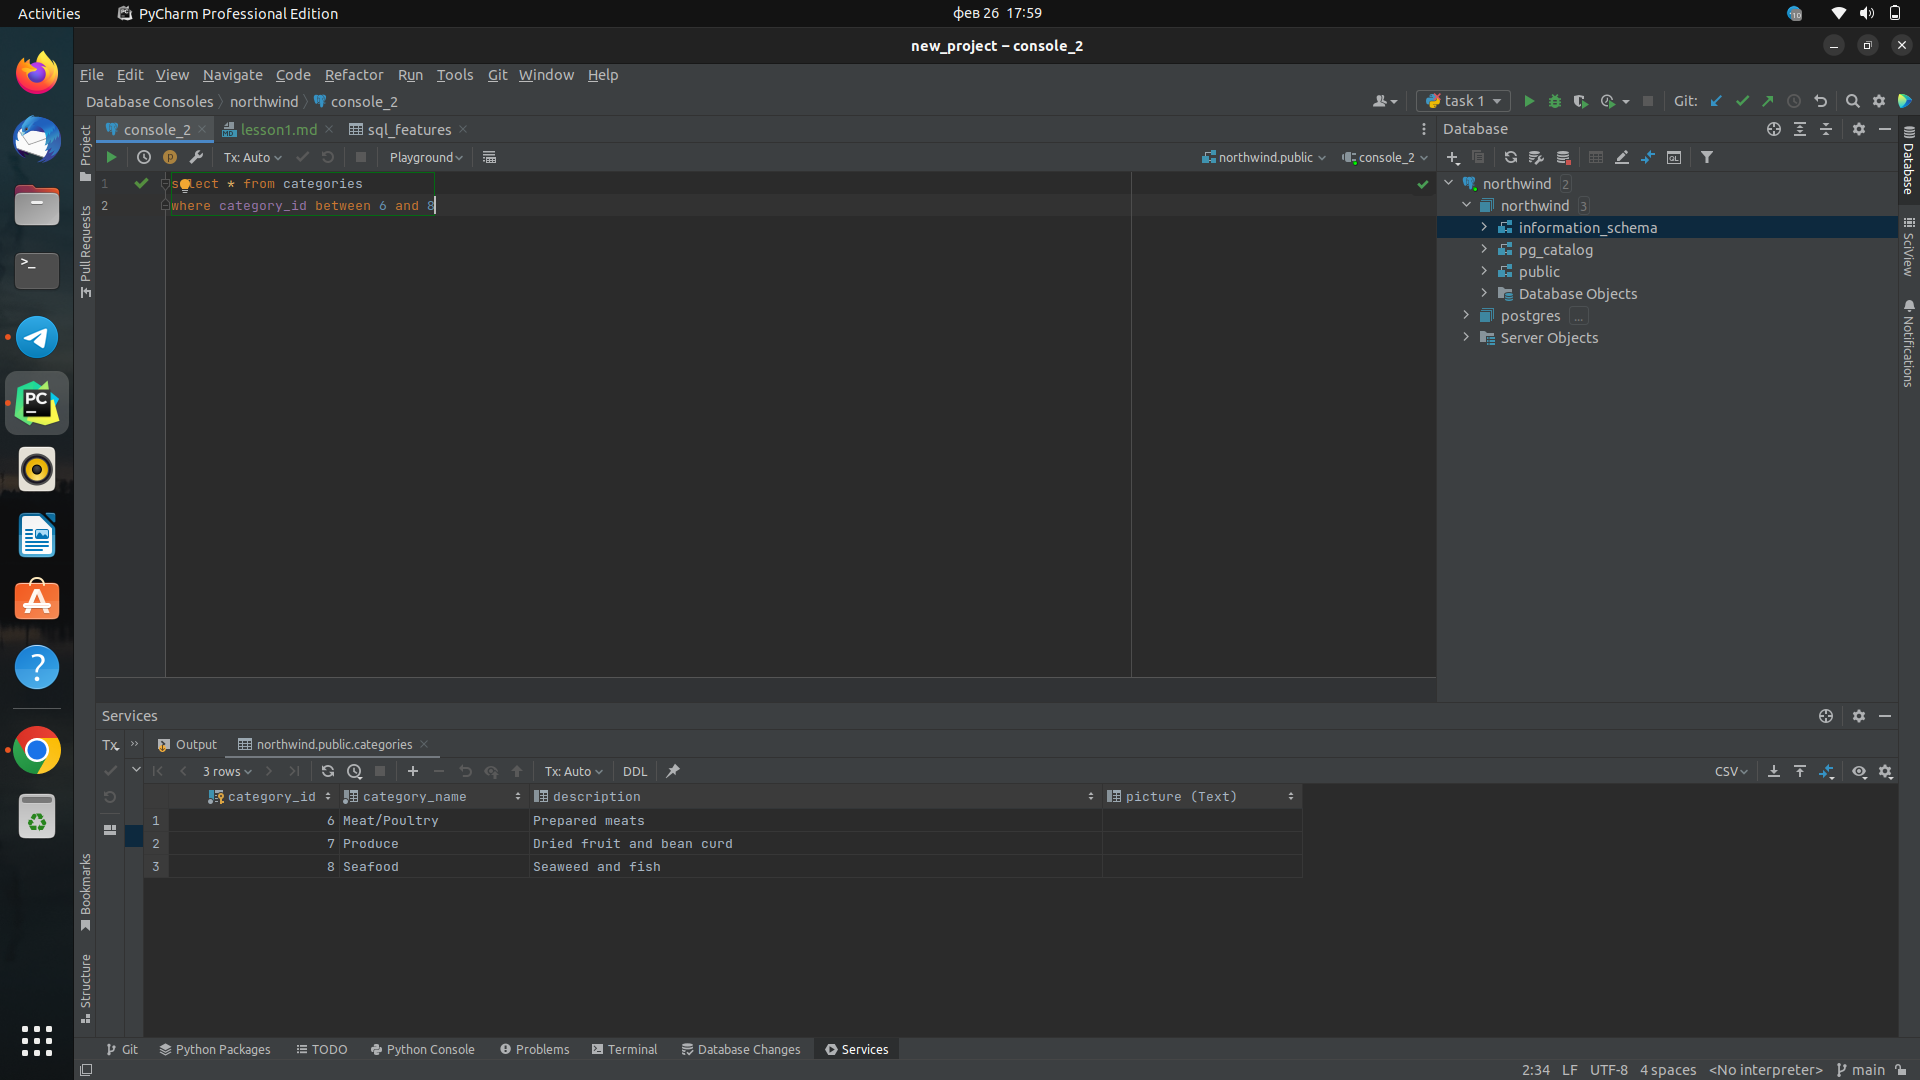 Activities
PyCharm Professional Edition
фев 26 17:59
new_project – console_2
File Edit View Navigate Code Refactor Run Tools Git Window Help
Database Consoles northwind console_2
task 1
Git:
console_2
lesson1.md
sql_features
Database
Tx: Auto
Playground
northwind.public
console_2
1 select * from categories
2 where category_id between 6 and 8
northwind 2
northwind 3
information_schema
pg_catalog
public
Database Objects
postgres ...
Server Objects
Project
Pull Requests
Bookmarks
Structure
Database
SciView
Notifications
Services
Tx
Output
northwind.public.categories
3 rows
Tx: Auto
DDL
CSV
category_id category_name description picture (Text)
1 6 Meat/Poultry Prepared meats
2 7 Produce Dried fruit and bean curd
3 8 Seafood Seaweed and fish
Git Python Packages TODO Python Console Problems Terminal Database Changes Services
2:34 LF UTF-8 4 spaces <No interpreter> main